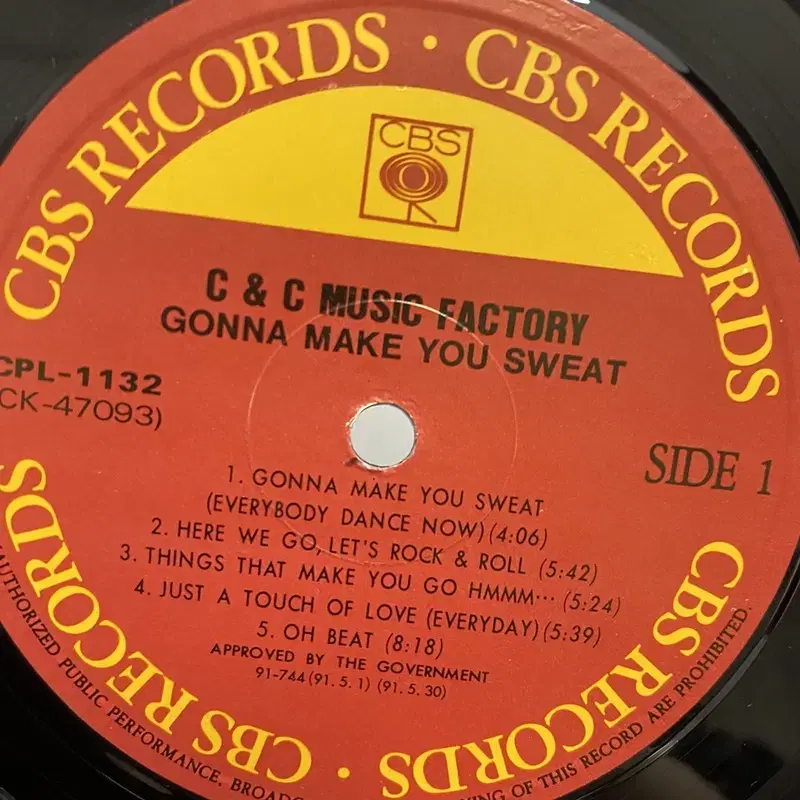 CBS RECORDS · CBS RECORDS
CBS
C & C MUSIC FACTORY
GONNA MAKE YOU SWEAT
CPL-1132
CK-47093)
SIDE 1
1. GONNA MAKE YOU SWEAT
(EVERYBODY DANCE NOW) (4:06)
2. HERE WE GO, LET'S ROCK & ROLL (5:42)
3. THINGS THAT MAKE YOU GO HMMM··· (5:24)
4. JUST A TOUCH OF LOVE (EVERYDAY) (5:39)
5. OH BEAT (8:18)
APPROVED BY THE GOVERNMENT
91-744 (91. 5. 1) (91. 5. 30)
CBS RECORDS · CBS RECORDS
AUTHORIZED PUBLIC PERFORMANCE, BROAD
OF THIS RECORD ARE PROHIBITED.